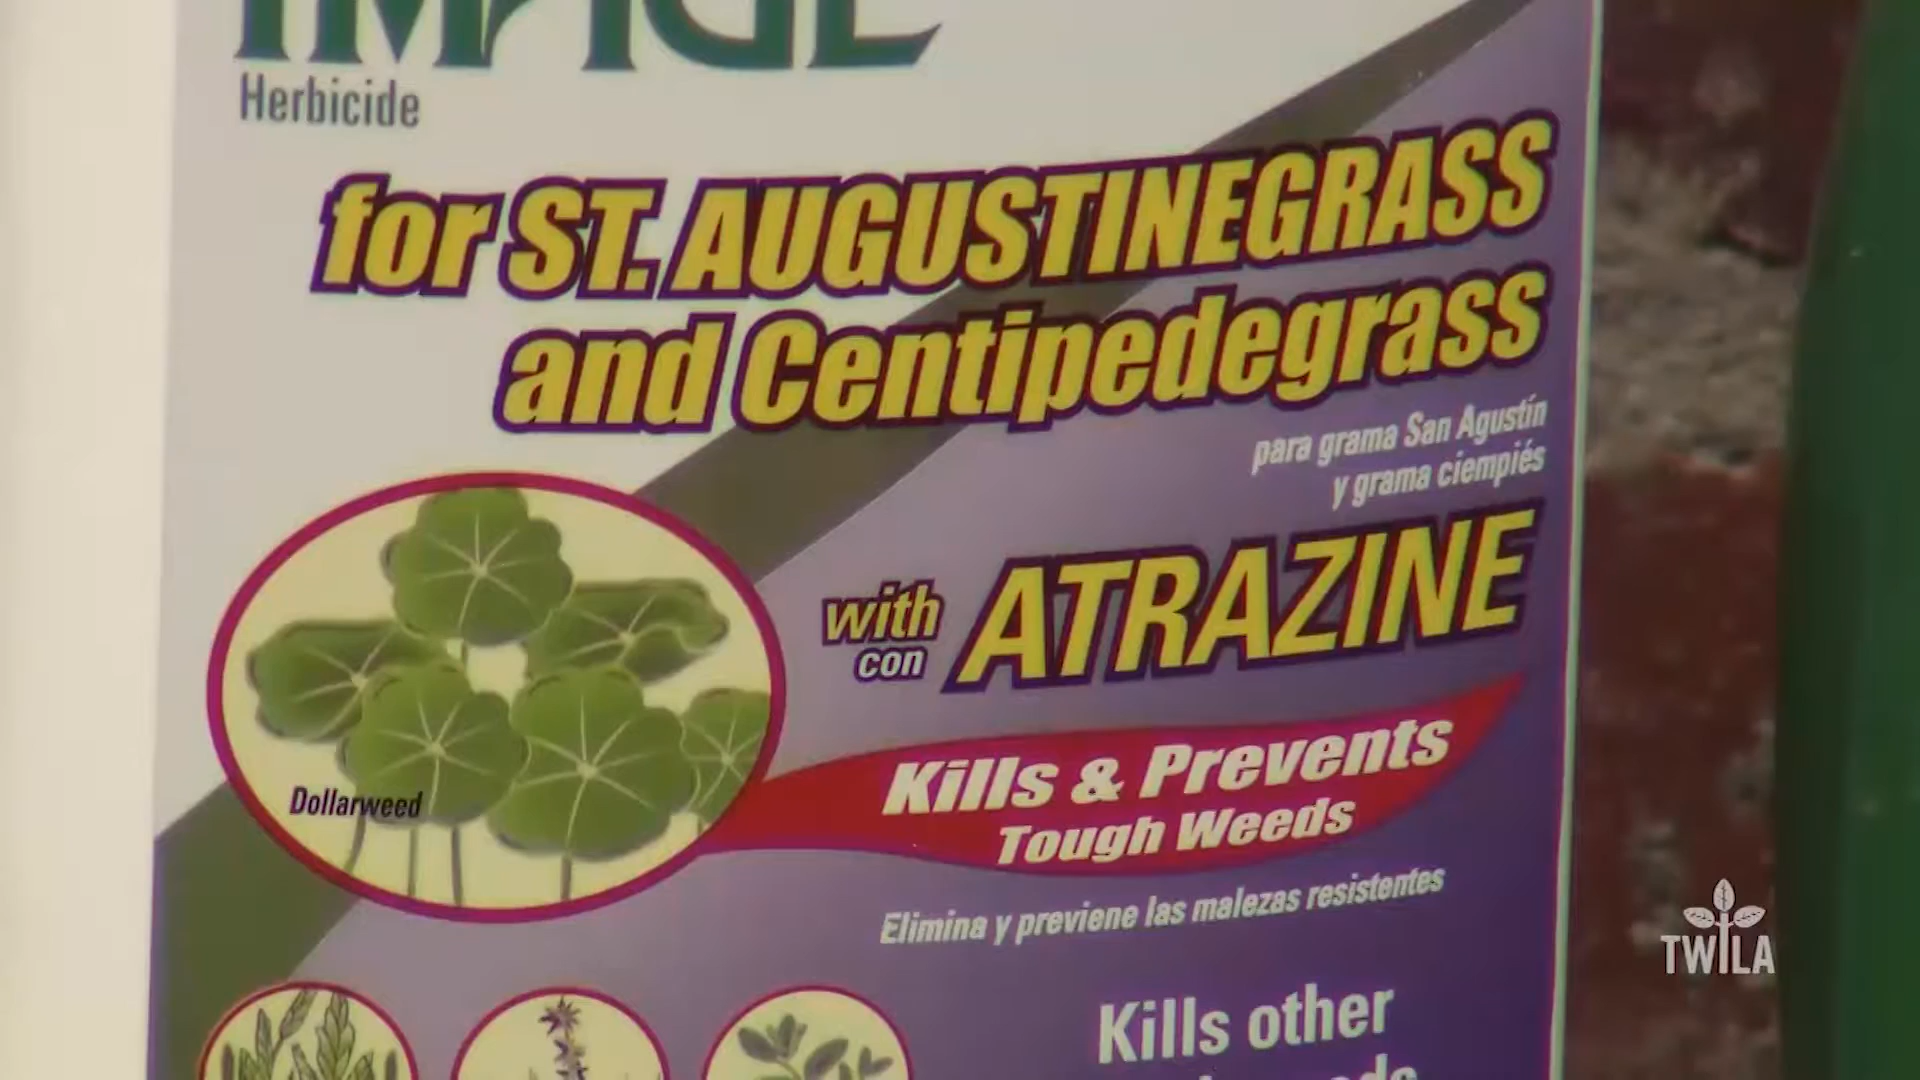 IMAGE
Herbicide
for ST. AUGUSTINEGRASS
and Centipedegrass
para grama San Agustín
y grama ciempiés
with
con
ATRAZINE
Dollarweed
Kills & Prevents
Tough Weeds
Elimina y previene las malezas resistentes
Kills other
TWILA